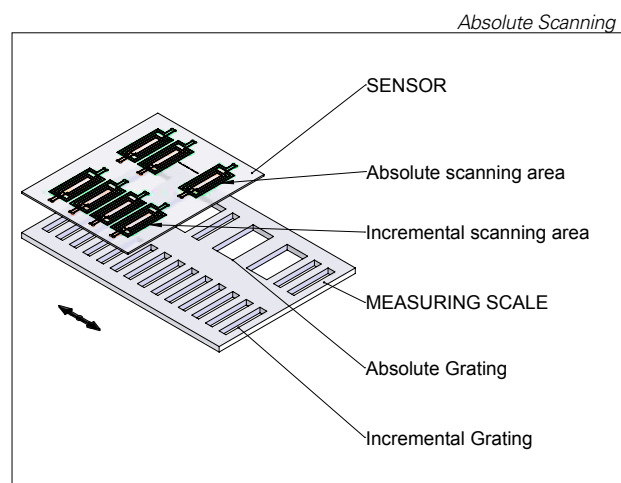 Absolute Scanning
SENSOR
Absolute scanning area
Incremental scanning area
MEASURING SCALE
Absolute Grating
Incremental Grating